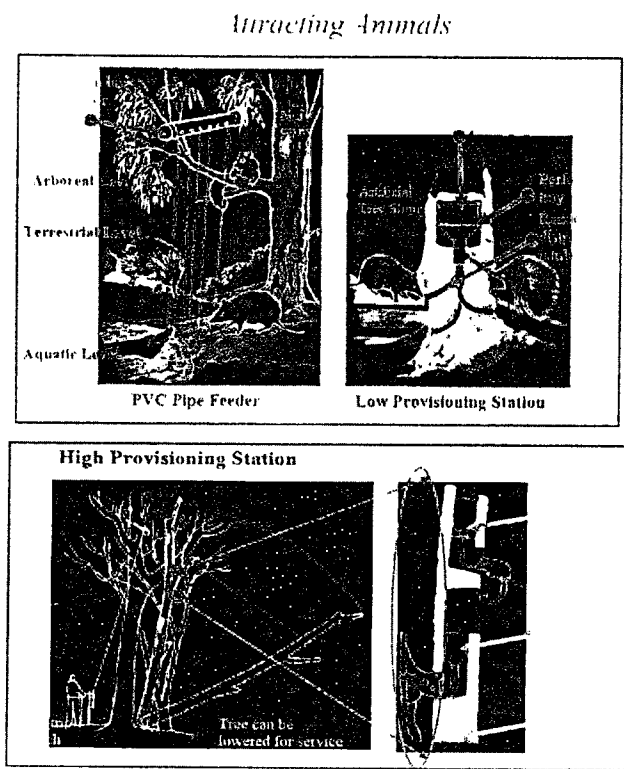 Attracting Animals
Arboreal
Terrestrial Level
Aquatic
PVC Pipe Feeder
Artificial
Tree Stump
Low Provisioning Station
High Provisioning Station
Tree can be
lowered for service